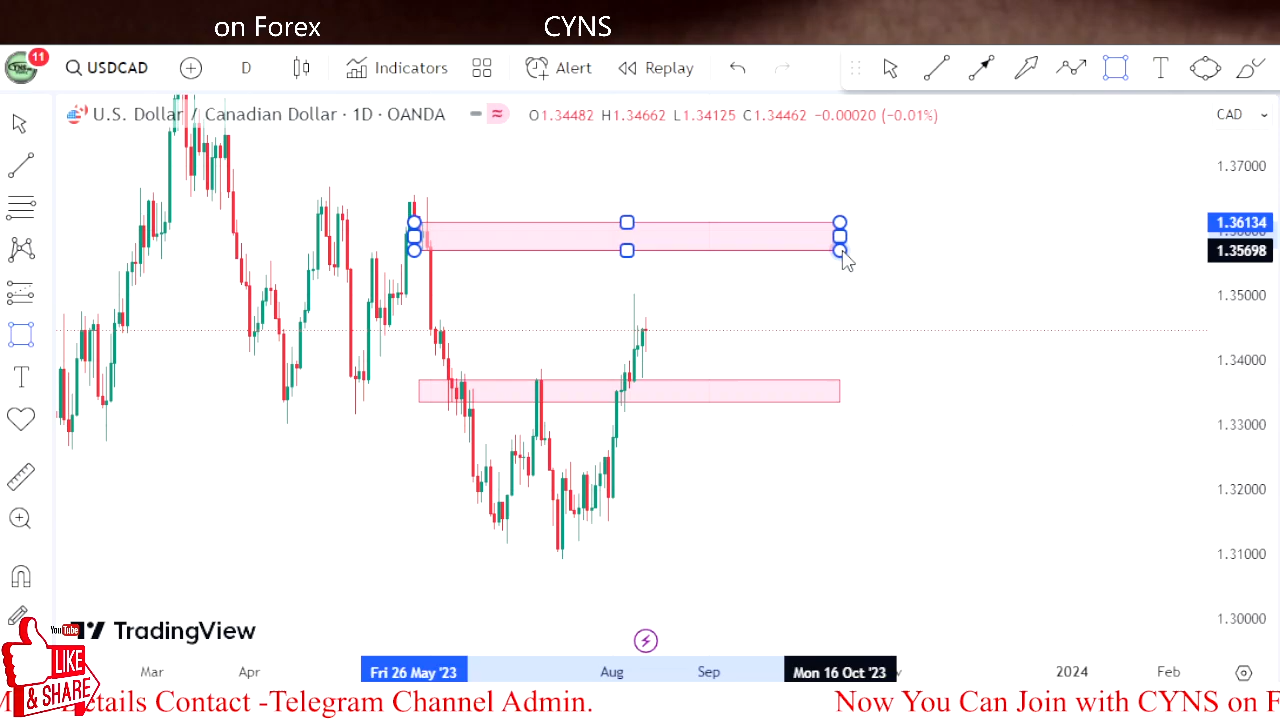 on Forex CYNS
11
USDCAD D Indicators Alert Replay
U.S. Dollar / Canadian Dollar · 1D · OANDA O1.34482 H1.34662 L1.34125 C1.34462 −0.00020 (−0.01%) CAD
1.37000
1.36134
1.35698
1.35000
1.34000
1.33000
1.32000
1.31000
1.30000
TradingView
YouTube
LIKE
& SHARE
Mar Apr Fri 26 May '23 Aug Sep Mon 16 Oct '23 2024 Feb
Details Contact -Telegram Channel Admin. Now You Can Join with CYNS on F